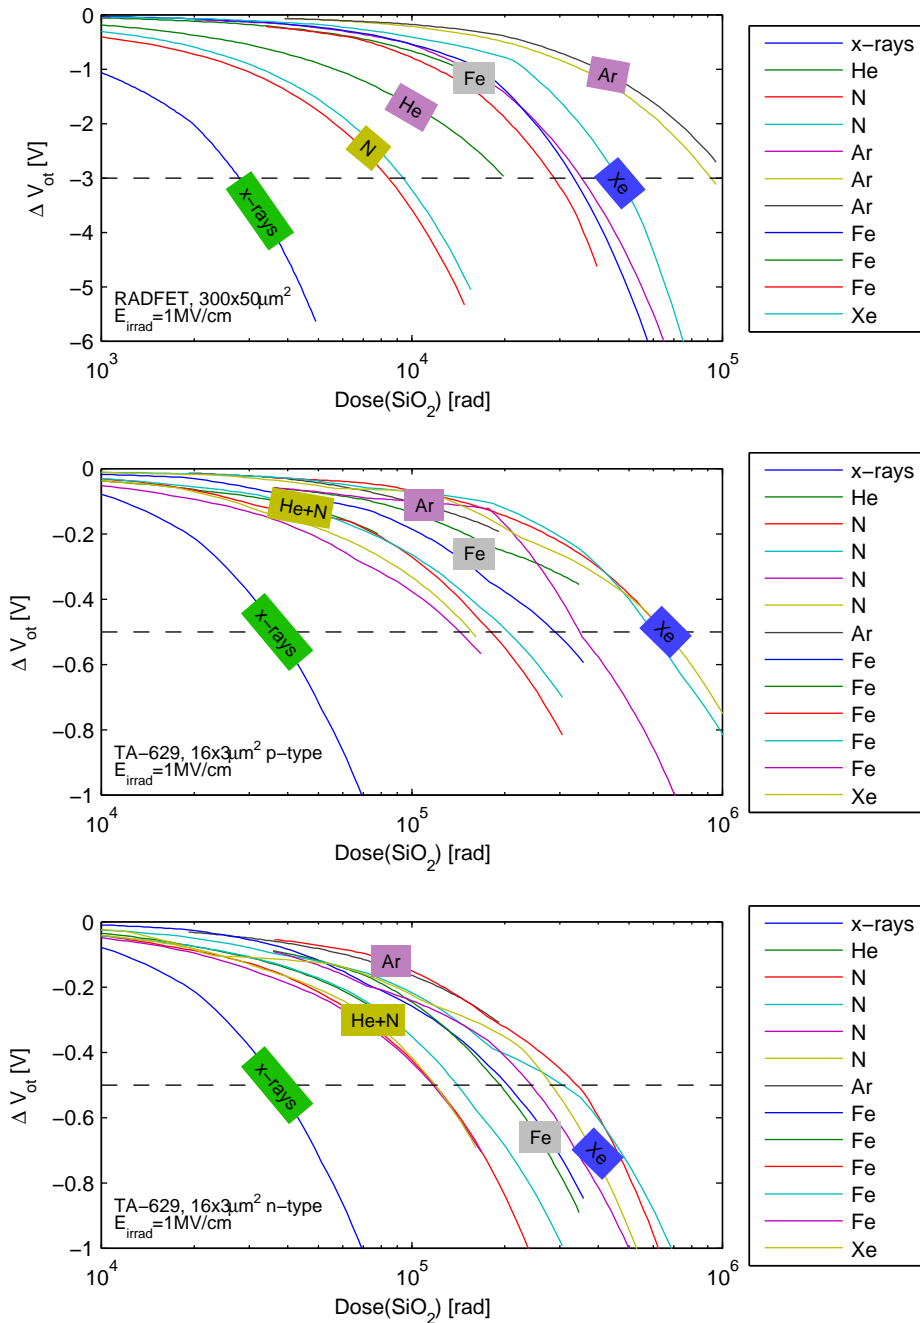 0
−1
−2
−3
−4
−5
−6
Δ V_ot [V]
Ar
Fe
He
N
Xe
x−rays
RADFET, 300x50μm²
E_irrad=1MV/cm
10³
10⁴
10⁵
Dose(SiO₂) [rad]
x−rays
He
N
N
Ar
Ar
Ar
Fe
Fe
Fe
Xe
0
−0.2
−0.4
−0.6
−0.8
−1
Δ V_ot [V]
He+N
Ar
Fe
x−rays
Xe
TA−629, 16x3μm² p−type
E_irrad=1MV/cm
10⁴
10⁵
10⁶
Dose(SiO₂) [rad]
x−rays
He
N
N
N
N
Ar
Fe
Fe
Fe
Fe
Fe
Xe
0
−0.2
−0.4
−0.6
−0.8
−1
Δ V_ot [V]
Ar
He+N
x−rays
Fe
Xe
TA−629, 16x3μm² n−type
E_irrad=1MV/cm
10⁴
10⁵
10⁶
Dose(SiO₂) [rad]
x−rays
He
N
N
N
N
Ar
Fe
Fe
Fe
Fe
Fe
Xe